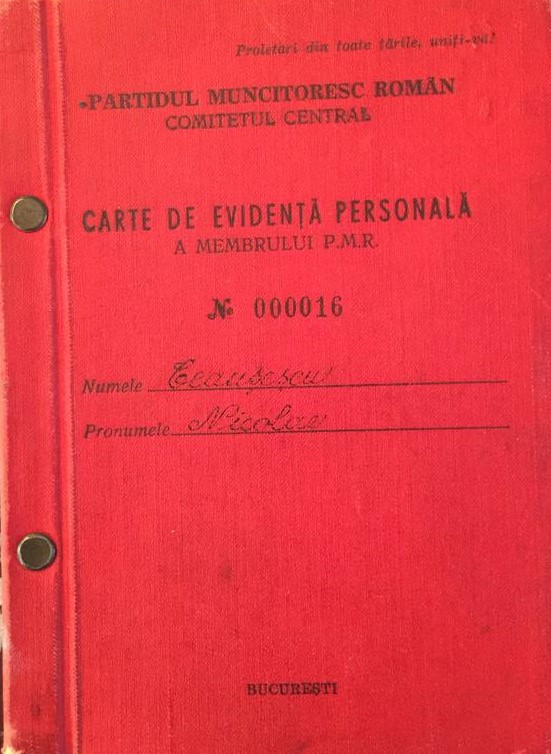 Proletari din toate țările, uniți-vă!
PARTIDUL MUNCITORESC ROMÂN
COMITETUL CENTRAL
CARTE DE EVIDENȚĂ PERSONALĂ
A MEMBRULUI P.M.R.
№ 000016
Numele Ceaușescu
Pronumele Nicolae
BUCUREȘTI